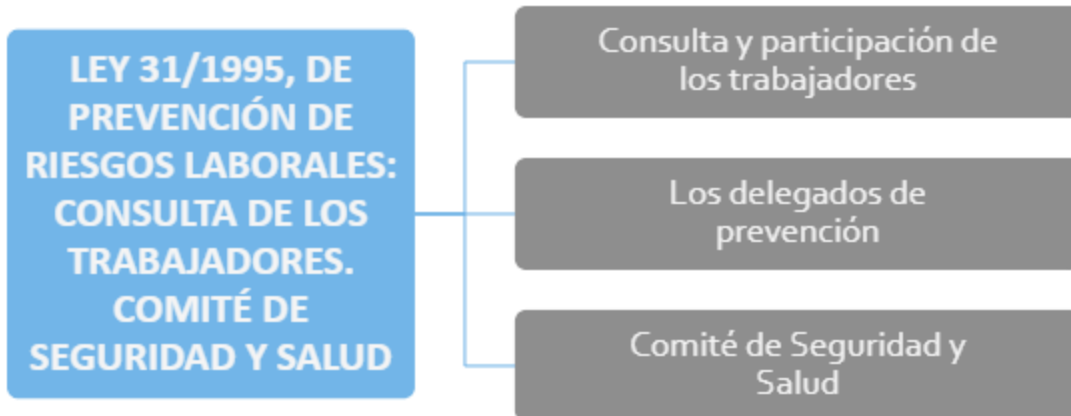 LEY 31/1995, DE
PREVENCIÓN DE
RIESGOS LABORALES:
CONSULTA DE LOS
TRABAJADORES.
COMITÉ DE
SEGURIDAD Y SALUD
Consulta y participación de
los trabajadores
Los delegados de
prevención
Comité de Seguridad y
Salud